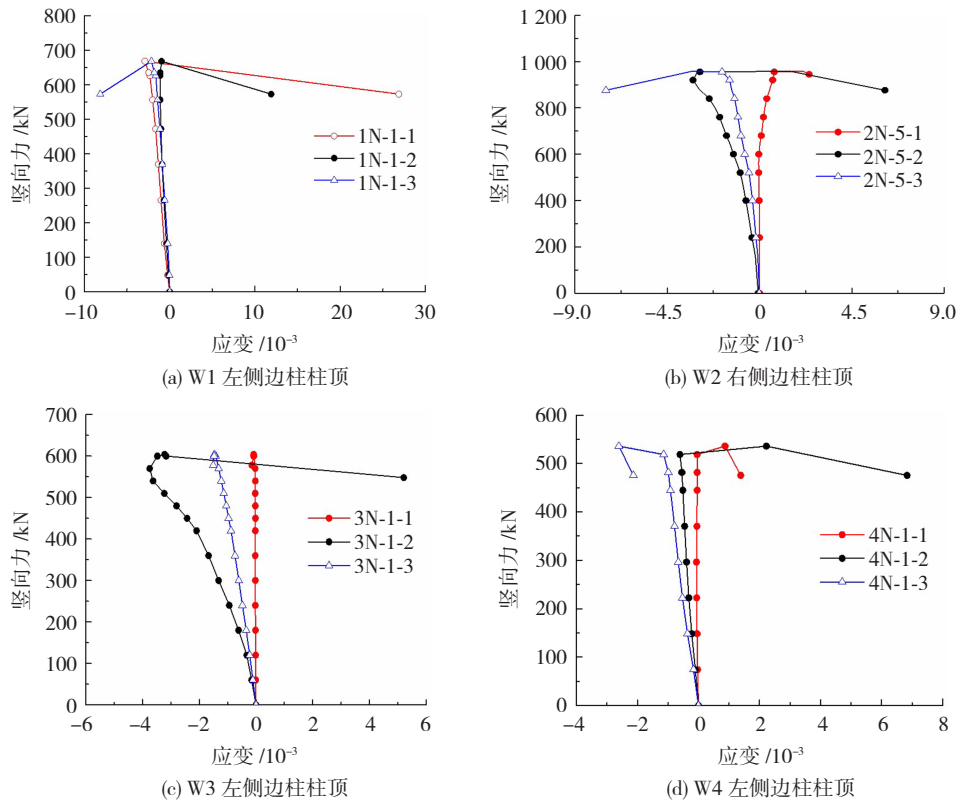 800
700
600
500
400
300
200
100
0
竖向力 /kN
1N-1-1
1N-1-2
1N-1-3
-10 0 10 20 30
应变 /10⁻³
(a) W1 左侧边柱柱顶
1 200
1 000
800
600
400
200
0
竖向力 /kN
2N-5-1
2N-5-2
2N-5-3
-9.0 -4.5 0 4.5 9.0
应变 /10⁻³
(b) W2 右侧边柱柱顶
700
600
500
400
300
200
100
0
竖向力 /kN
3N-1-1
3N-1-2
3N-1-3
-6 -4 -2 0 2 4 6
应变 /10⁻³
(c) W3 左侧边柱柱顶
600
500
400
300
200
100
0
竖向力 /kN
4N-1-1
4N-1-2
4N-1-3
-4 -2 0 2 4 6 8
应变 /10⁻³
(d) W4 左侧边柱柱顶